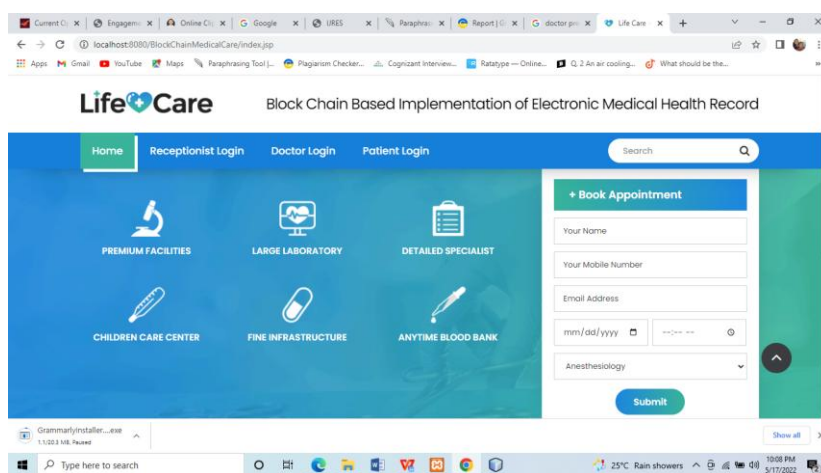 Current C
Engagem
Online Cli
Google
URES
Paraphras
Report | G
doctor pro
Life Care
localhost:8080/BlockChainMedicalCare/index.jsp
Apps
Gmail
YouTube
Maps
Paraphrasing Tool |...
Plagiarism Checker...
Cognizant Interview...
Ratatype — Online...
Q. 2 An air cooling...
What should be the...
Life Care
Block Chain Based Implementation of Electronic Medical Health Record
Home
Receptionist Login
Doctor Login
Patient Login
Search
PREMIUM FACILITIES
LARGE LABORATORY
DETAILED SPECIALIST
CHILDREN CARE CENTER
FINE INFRASTRUCTURE
ANYTIME BLOOD BANK
+ Book Appointment
Your Name
Your Mobile Number
Email Address
mm/dd/yyyy
--:-- --
Anesthesiology
Submit
GrammarlyInstaller....exe
1.1/20.3 MB, Paused
Show all
Type here to search
25°C Rain showers
10:08 PM
5/17/2022